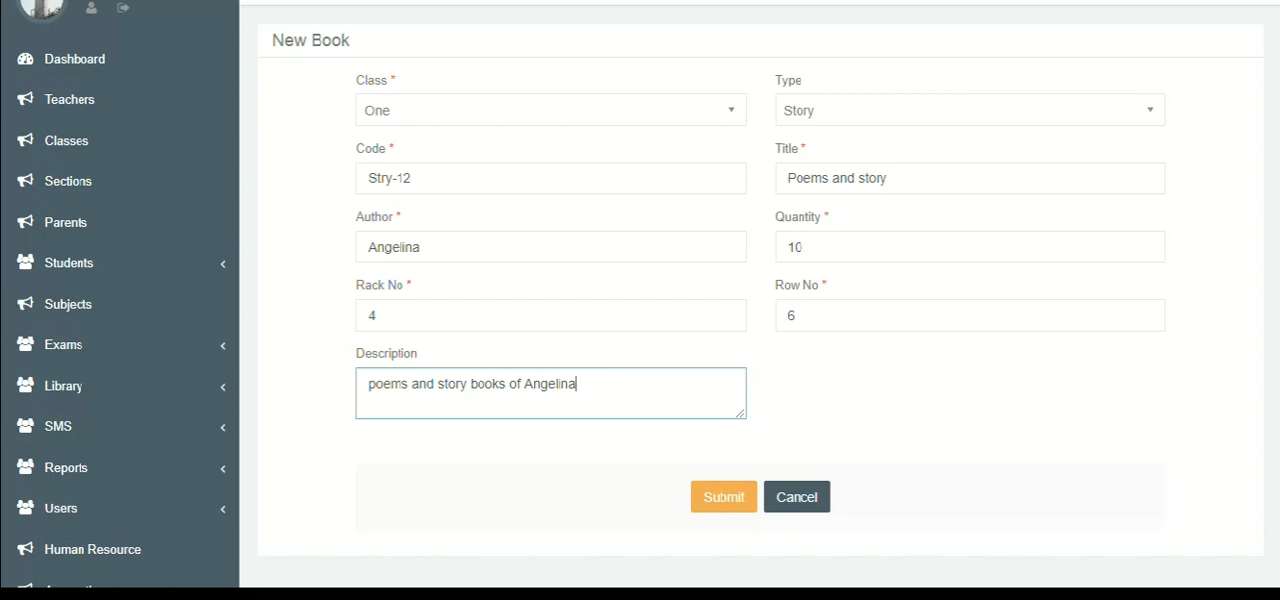 New Book
Dashboard
Teachers
Classes
Sections
Parents
Students
Subjects
Exams
Library
SMS
Reports
Users
Human Resource
Class *
One
Type
Story
Code *
Stry-12
Title *
Poems and story
Author *
Angelina
Quantity *
10
Rack No *
4
Row No *
6
Description
poems and story books of Angelina
Submit
Cancel